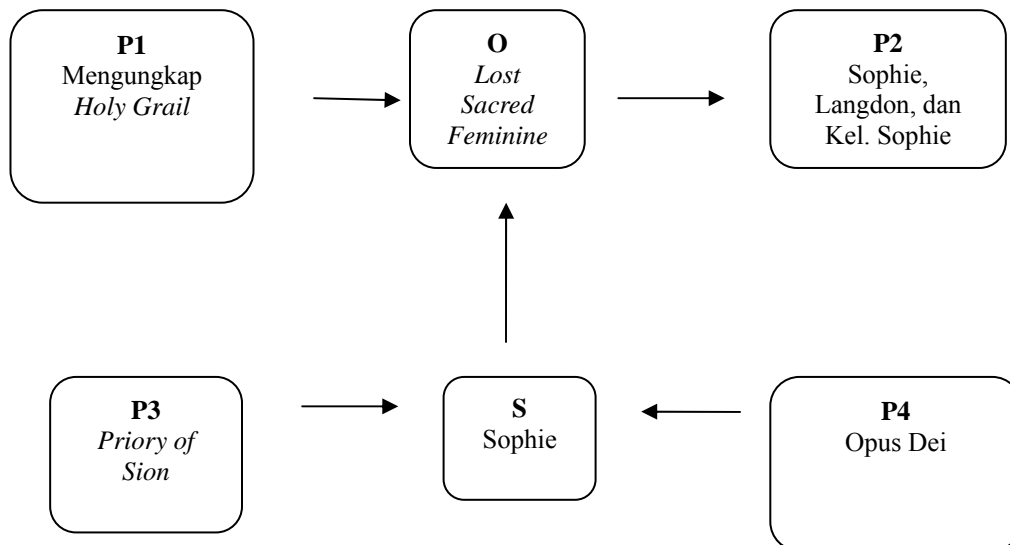 P1
Mengungkap
Holy Grail
O
Lost
Sacred
Feminine
P2
Sophie,
Langdon, dan
Kel. Sophie
P3
Priory of
Sion
S
Sophie
P4
Opus Dei